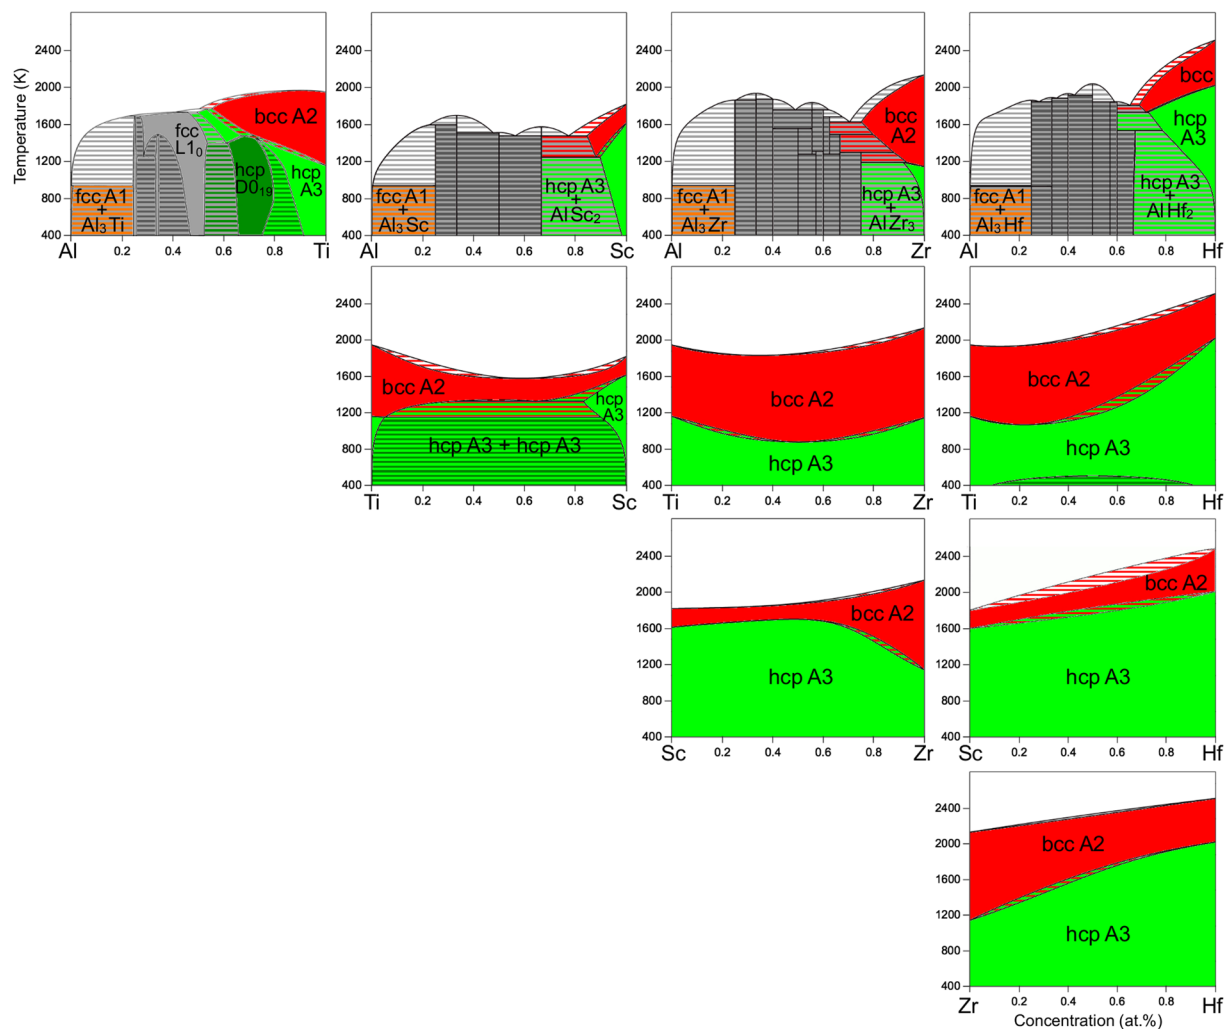 Temperature (K)
2400
2000
1600
1200
800
400
bcc A2
fcc
L1₀
hcp
D0₁₉
hcp
A3
fcc A1
+
Al₃Ti
Al
0.2
0.4
0.6
0.8
Ti
2400
2000
1600
1200
800
400
fcc A1
+
Al₃Sc
hcp A3
+
AlSc₂
Al
0.2
0.4
0.6
0.8
Sc
2400
2000
1600
1200
800
400
bcc
A2
fcc A1
+
Al₃Zr
hcp A3
+
AlZr₃
Al
0.2
0.4
0.6
0.8
Zr
2400
2000
1600
1200
800
400
bcc
hcp
A3
fcc A1
+
Al₃Hf
hcp A3
+
AlHf₂
Al
0.2
0.4
0.6
0.8
Hf
2400
2000
1600
1200
800
400
bcc A2
hcp
A3
hcp A3 + hcp A3
Ti
0.2
0.4
0.6
0.8
Sc
2400
2000
1600
1200
800
400
bcc A2
hcp A3
Ti
0.2
0.4
0.6
0.8
Zr
2400
2000
1600
1200
800
400
bcc A2
hcp A3
Ti
0.2
0.4
0.6
0.8
Hf
2400
2000
1600
1200
800
400
bcc A2
hcp A3
Sc
0.2
0.4
0.6
0.8
Zr
2400
2000
1600
1200
800
400
bcc A2
hcp A3
Sc
0.2
0.4
0.6
0.8
Hf
2400
2000
1600
1200
800
400
bcc A2
hcp A3
Zr
0.2
0.4
0.6
0.8
Hf
Concentration (at.%)